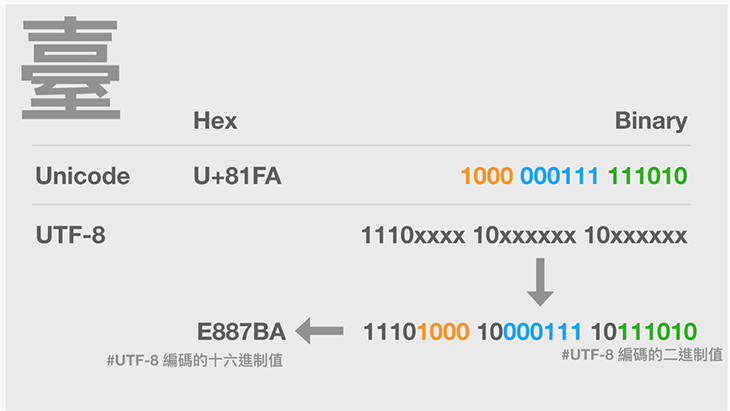 臺
Hex Binary
Unicode U+81FA 1000 000111 111010
UTF-8 1110xxxx 10xxxxxx 10xxxxxx
E887BA 11101000 10000111 10111010
#UTF-8 編碼的十六進制值 #UTF-8 編碼的二進制值